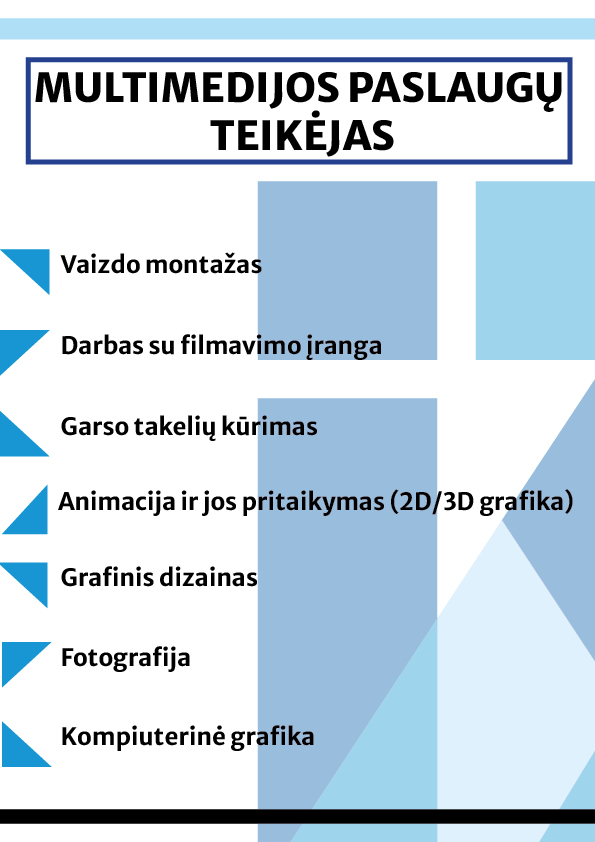 MULTIMEDIJOS PASLAUGŲ
TEIKĖJAS
Vaizdo montažas
Darbas su filmavimo įranga
Garso takelių kūrimas
Animacija ir jos pritaikymas (2D/3D grafika)
Grafinis dizainas
Fotografija
Kompiuterinė grafika